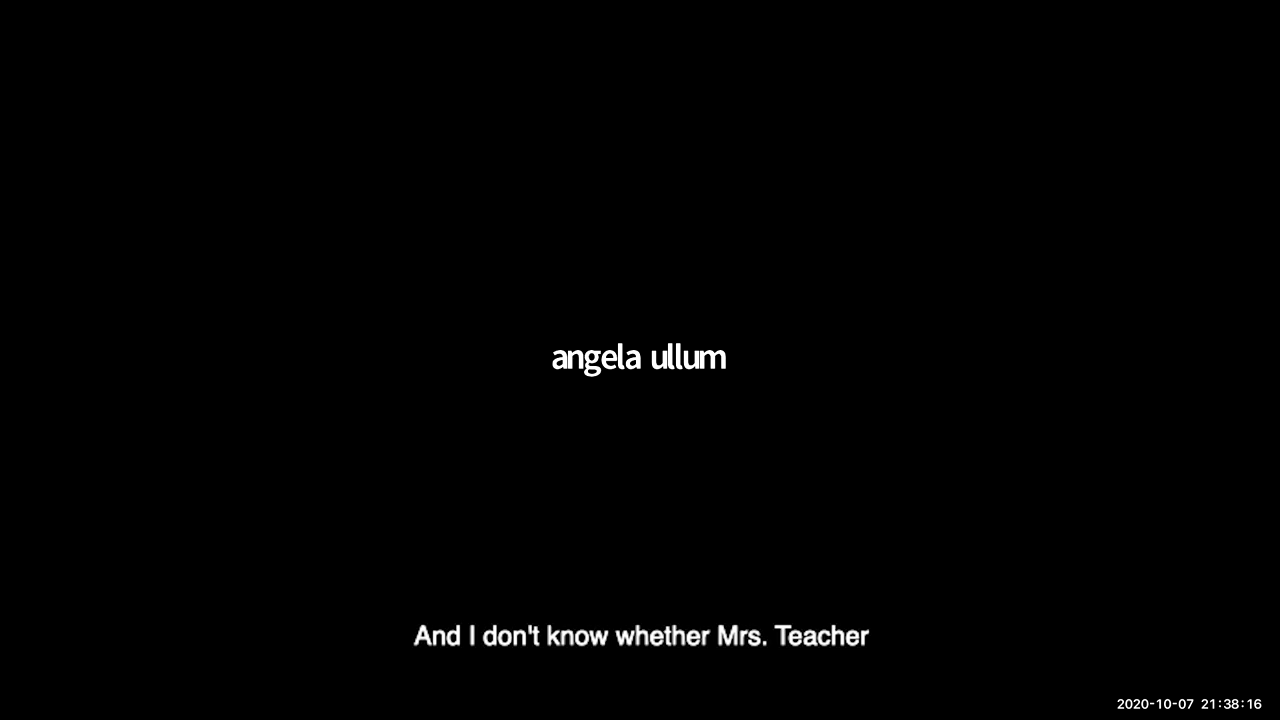 angela ullum
And I don't know whether Mrs. Teacher
2020-10-07 21:38:16